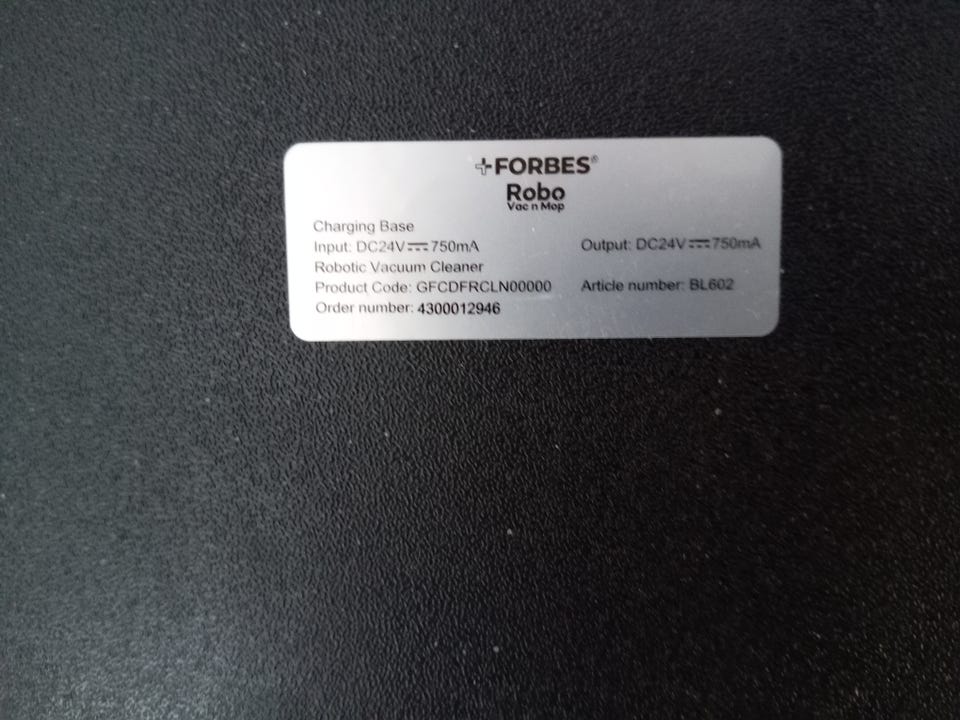 FORBES®
Robo
Vac n Mop
Charging Base
Input: DC24V⎓750mA Output: DC24V⎓750mA
Robotic Vacuum Cleaner
Product Code: GFCDFRCLN00000 Article number: BL602
Order number: 4300012946